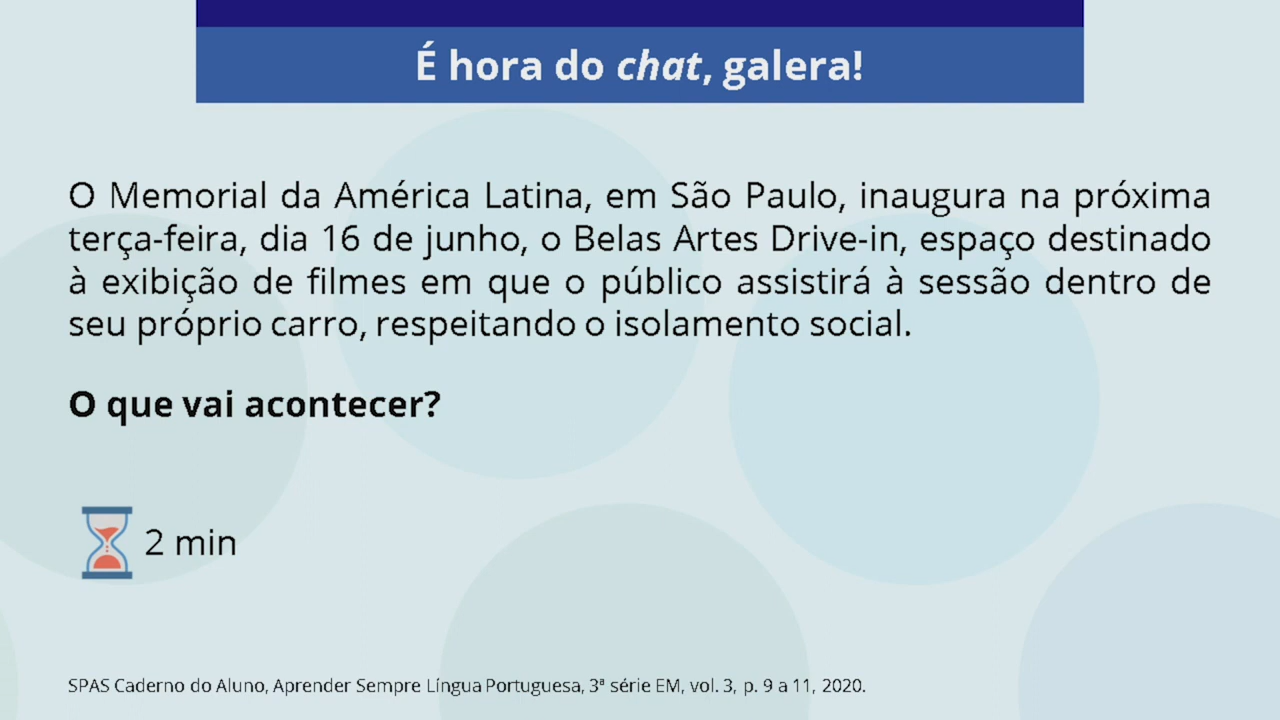 É hora do chat, galera!
O Memorial da América Latina, em São Paulo, inaugura na próxima
terça-feira, dia 16 de junho, o Belas Artes Drive-in, espaço destinado
à exibição de filmes em que o público assistirá à sessão dentro de
seu próprio carro, respeitando o isolamento social.
O que vai acontecer?
2 min
SPAS Caderno do Aluno, Aprender Sempre Língua Portuguesa, 3ª série EM, vol. 3, p. 9 a 11, 2020.